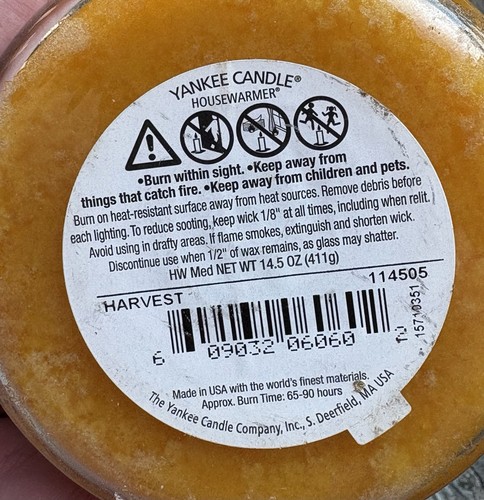 YANKEE CANDLE®
HOUSEWARMER®
•Burn within sight. •Keep away from
things that catch fire. •Keep away from children and pets.
Burn on heat-resistant surface away from heat sources. Remove debris before
each lighting. To reduce sooting, keep wick 1/8" at all times, including when relit.
Avoid using in drafty areas. If flame smokes, extinguish and shorten wick.
Discontinue use when 1/2" of wax remains, as glass may shatter.
HW Med NET WT 14.5 OZ (411g)
HARVEST 114505
6 09032 06060
15710351
Made in USA with the world's finest materials.
Approx. Burn Time: 65-90 hours
The Yankee Candle Company, Inc., S. Deerfield, MA USA